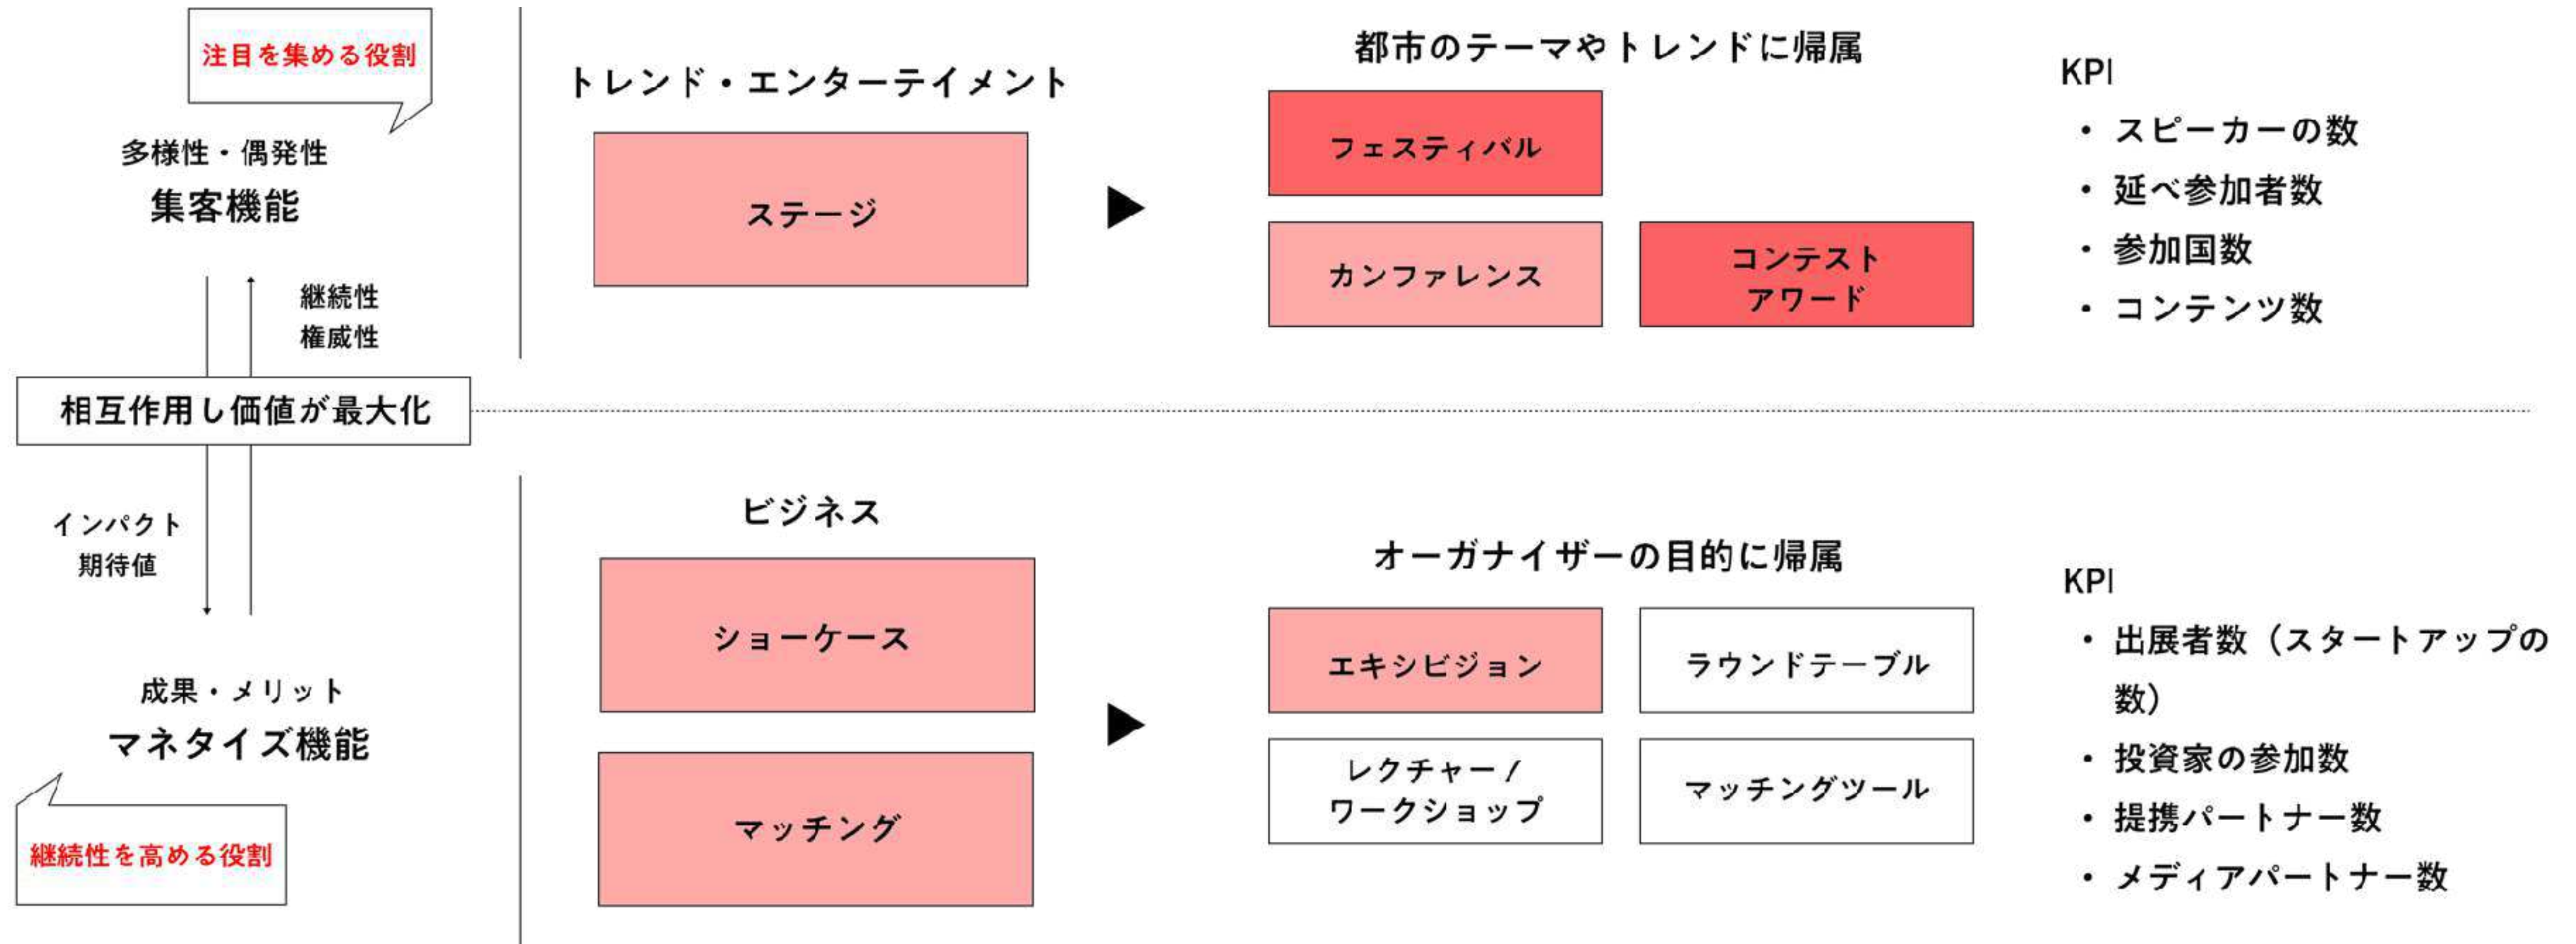 注目を集める役割
多様性・偶発性
集客機能
継続性
権威性
相互作用し価値が最大化
インパクト
期待値
成果・メリット
マネタイズ機能
継続性を高める役割
トレンド・エンターテイメント
ステージ
都市のテーマやトレンドに帰属
フェスティバル
カンファレンス
コンテスト
アワード
KPI
・ スピーカーの数
・ 延べ参加者数
・ 参加国数
・ コンテンツ数
ビジネス
ショーケース
マッチング
オーガナイザーの目的に帰属
エキシビジョン
ラウンドテーブル
レクチャー/
ワークショップ
マッチングツール
KPI
・ 出展者数（スタートアップの
数）
・ 投資家の参加数
・ 提携パートナー数
・ メディアパートナー数